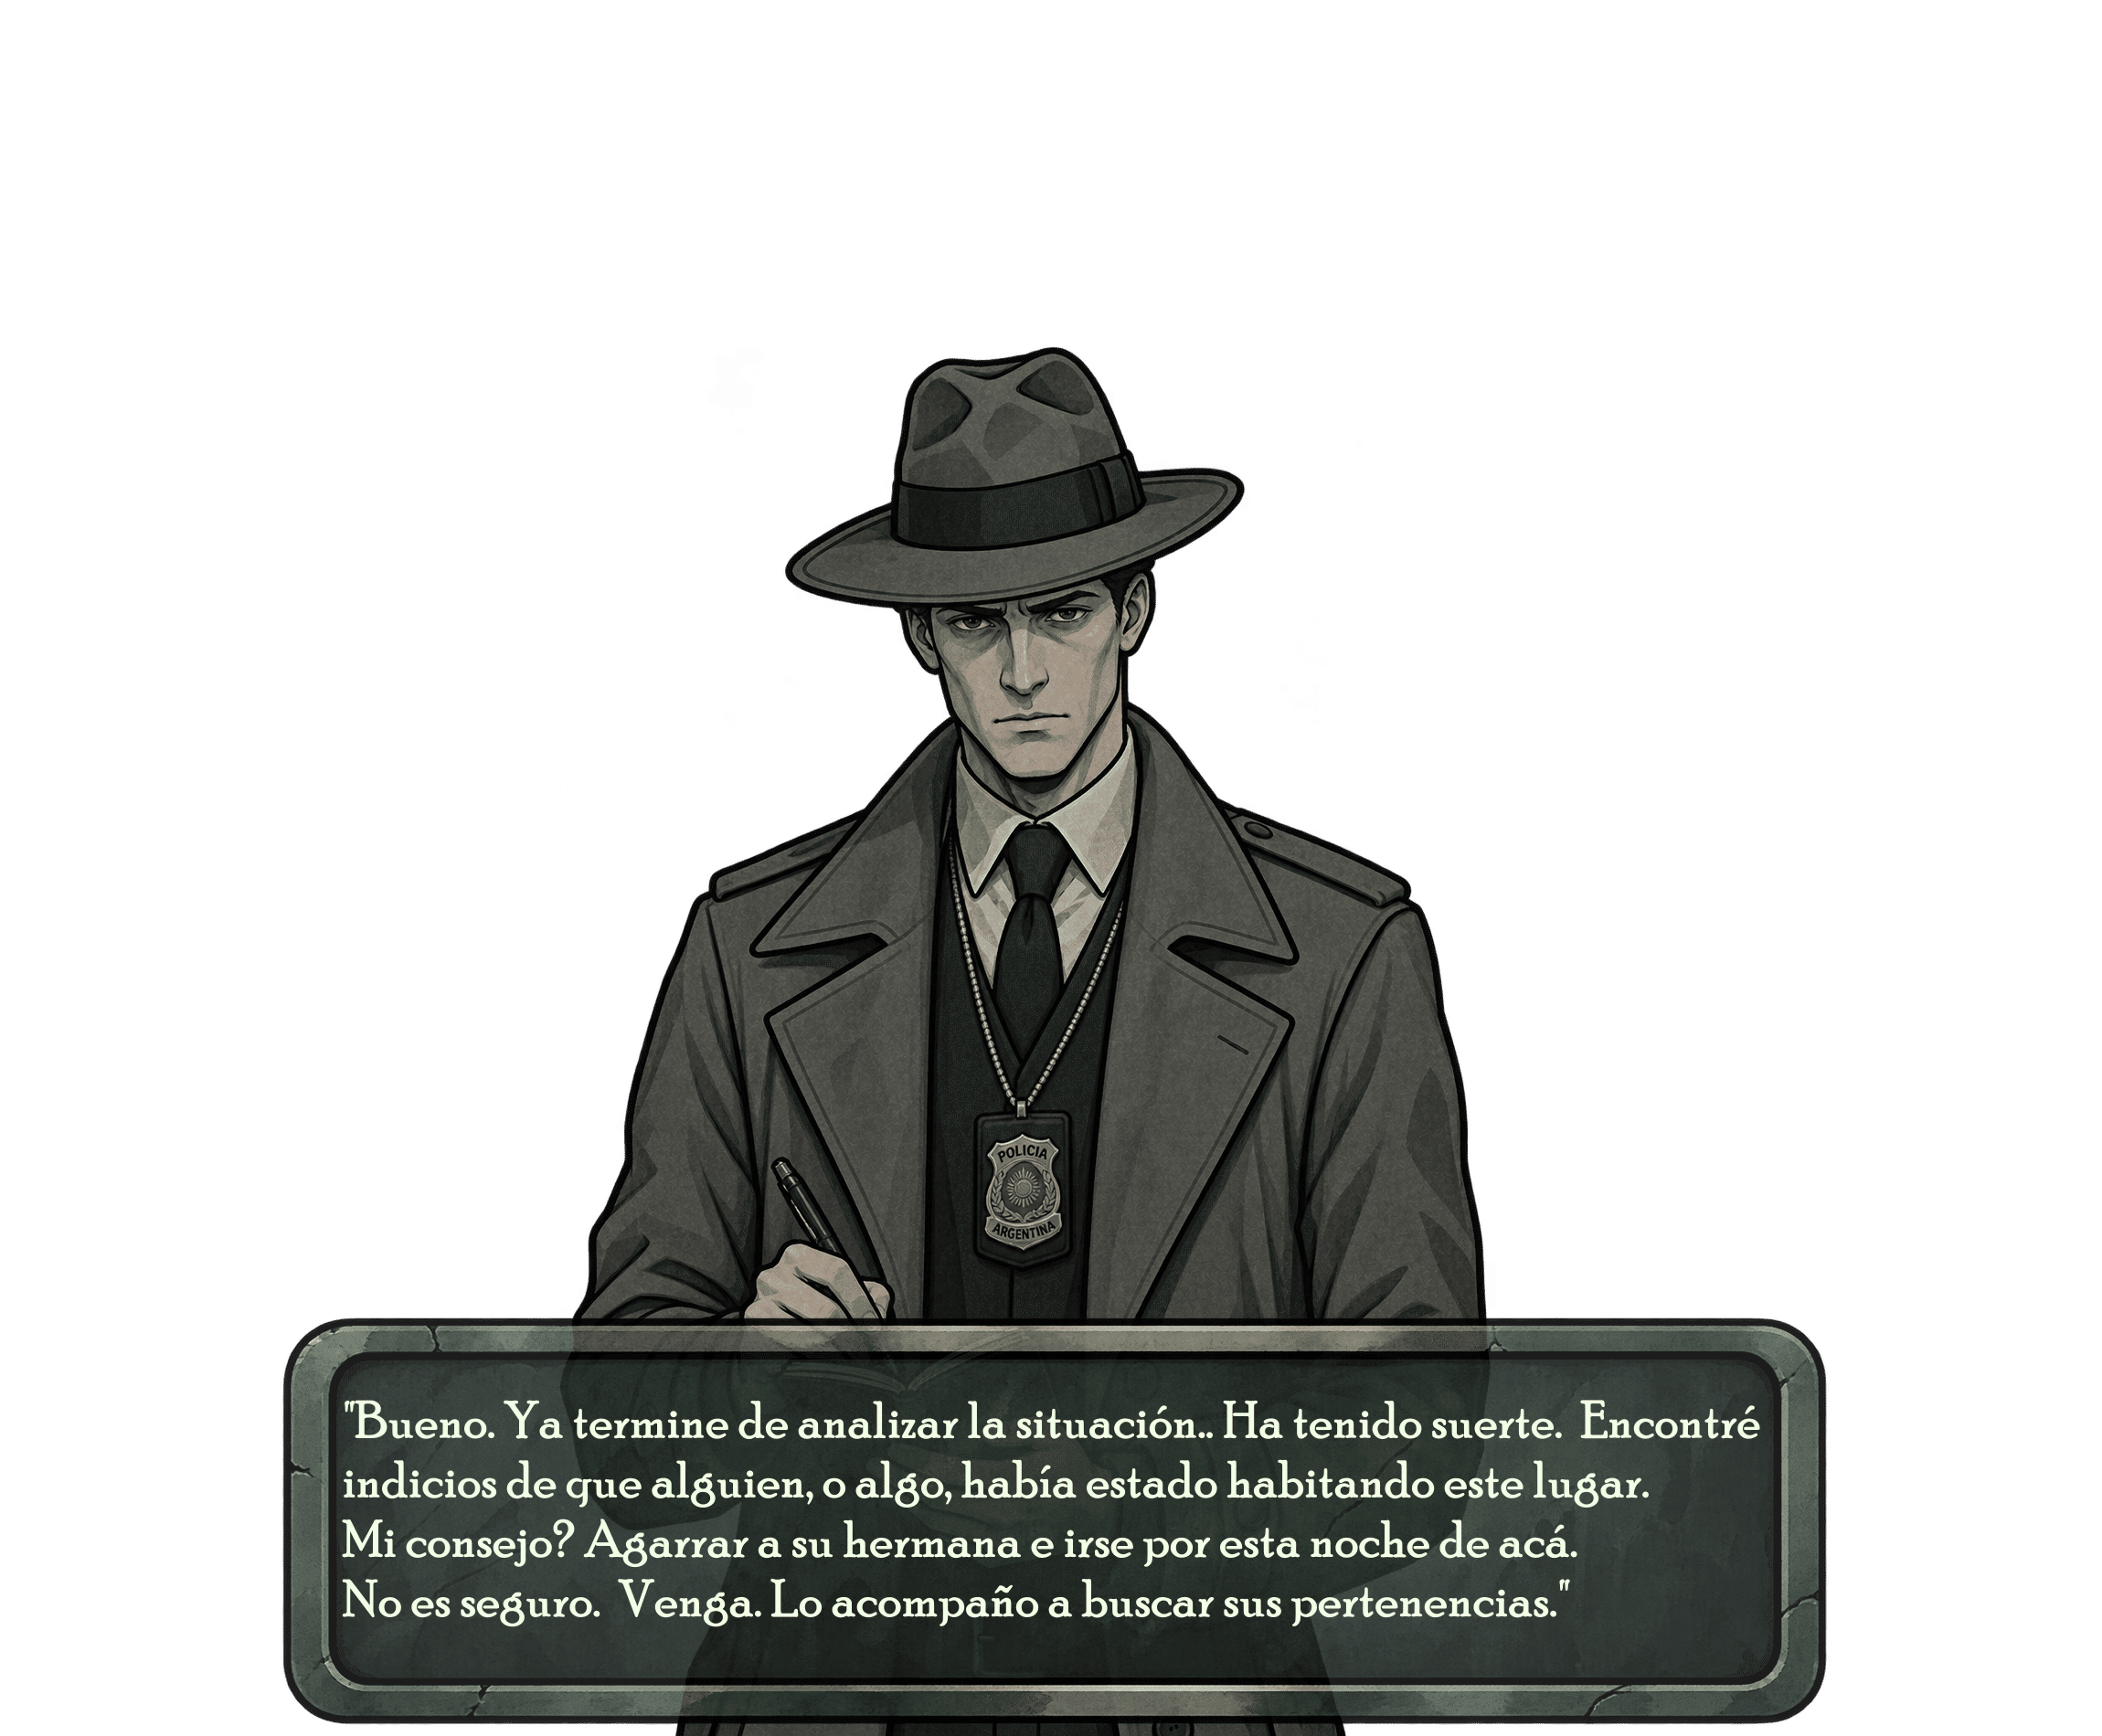 POLICIA
ARGENTINA
"Bueno. Ya termine de analizar la situación.. Ha tenido suerte. Encontré
indicios de que alguien, o algo, había estado habitando este lugar.
Mi consejo? Agarrar a su hermana e irse por esta noche de acá.
No es seguro. Venga. Lo acompaño a buscar sus pertenencias."